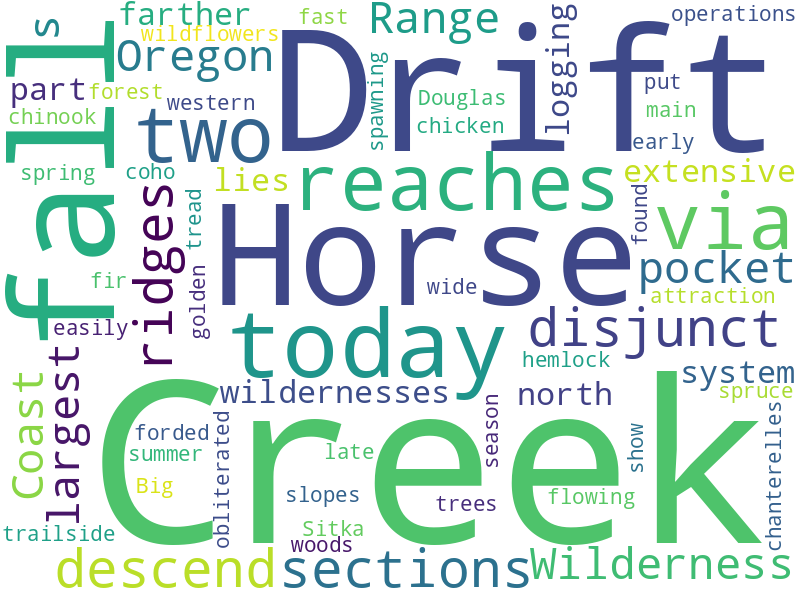 farther
fast
Range
operations
s
wildflowers
Drift
logging
Oregon
part
forest
western
spawning
Douglas
put
main
chinook
two
chicken
early
fall
spring
coho
lies
reaches
extensive
ridges
tread
Horse
found
via
pocket
fir
golden
wide
attraction
easily
today
disjunct
hemlock
system
Coast
largest
wildernesses
north
spruce
Creek
forded
obliterated
season
show
chanterelles
summer
late
Big
slopes
trees
flowing
trailside
Sitka
woods
descend
sections
Wilderness